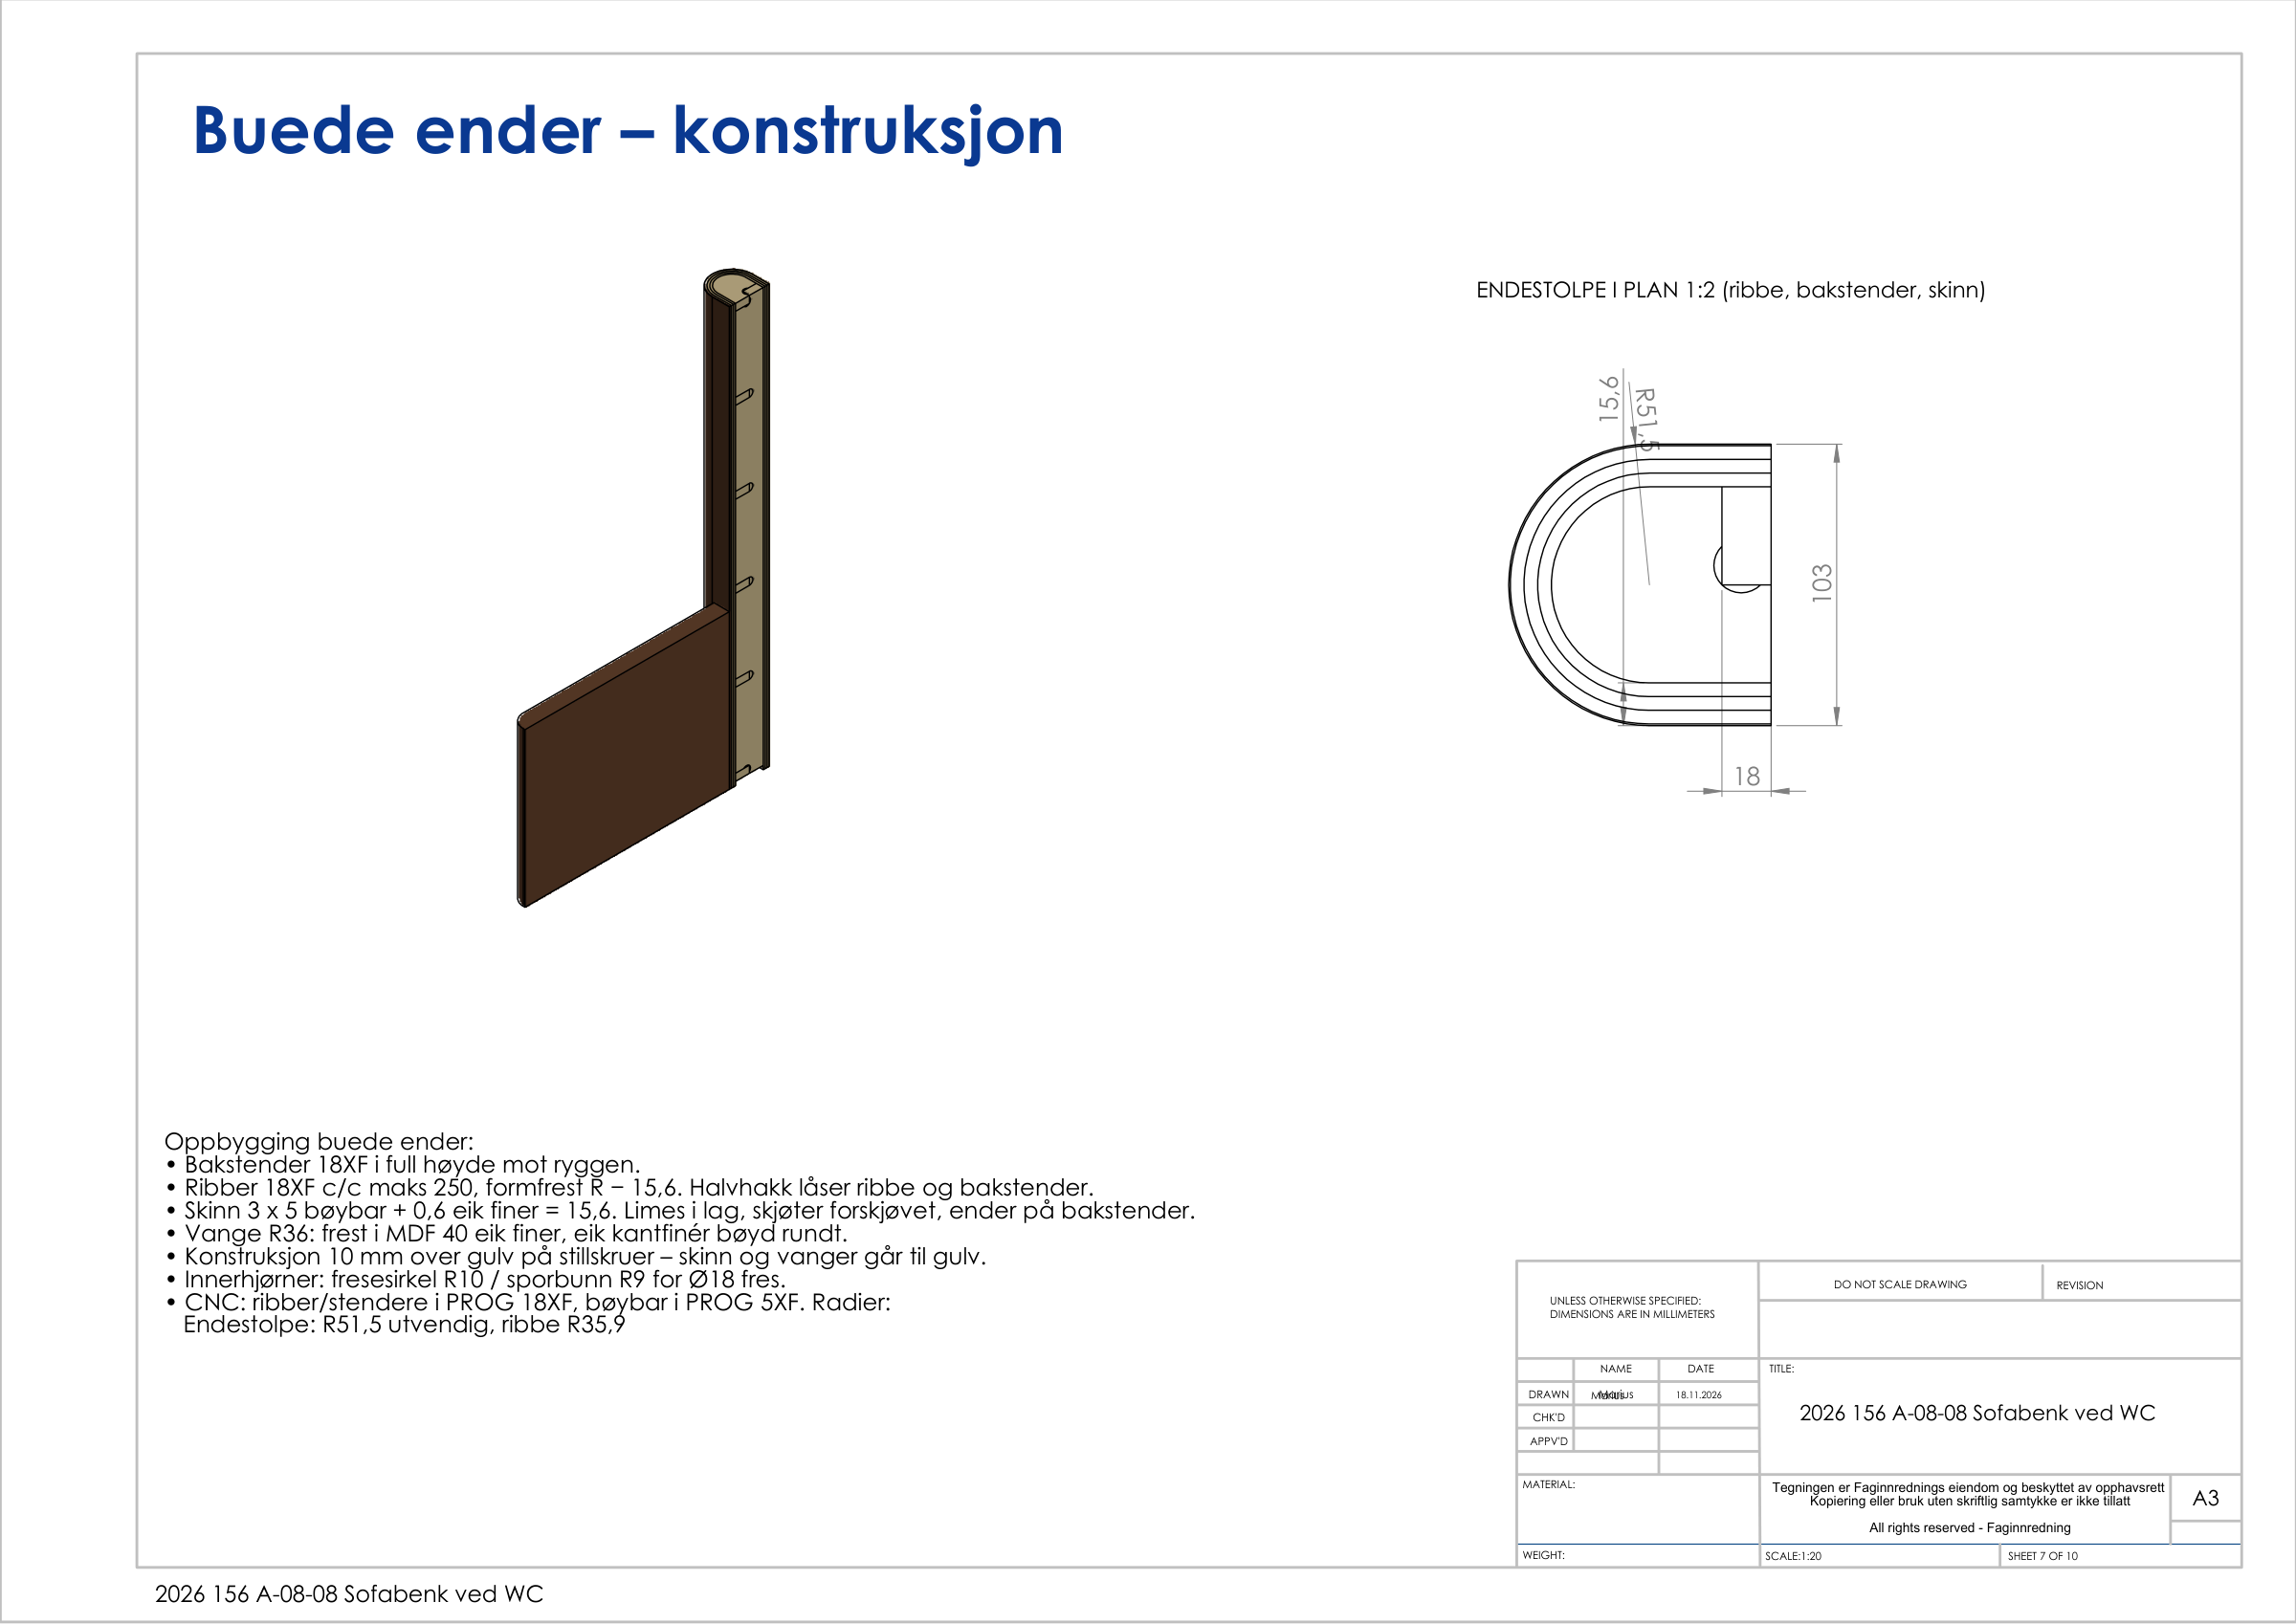 Buede ender – konstruksjon
ENDESTOLPE I PLAN 1:2 (ribbe, bakstender, skinn)
15,6
R51,5
103
18
Oppbygging buede ender:
• Bakstender 18XF i full høyde mot ryggen.
• Ribber 18XF c/c maks 250, formfrest R – 15,6. Halvhakk låser ribbe og bakstender.
• Skinn 3 x 5 bøybar + 0,6 eik finer = 15,6. Limes i lag, skjøter forskjøvet, ender på bakstender.
• Vange R36: frest i MDF 40 eik finer, eik kantfinér bøyd rundt.
• Konstruksjon 10 mm over gulv på stillskruer – skinn og vanger går til gulv.
• Innerhjørner: fresesirkel R10 / sporbunn R9 for Ø18 fres.
• CNC: ribber/stendere i PROG 18XF, bøybar i PROG 5XF. Radier:
Endestolpe: R51,5 utvendig, ribbe R35,9
UNLESS OTHERWISE SPECIFIED:
DIMENSIONS ARE IN MILLIMETERS
DO NOT SCALE DRAWING
REVISION
NAME
DATE
TITLE:
DRAWN
Marius
18.11.2026
CHK'D
APPV'D
2026 156 A-08-08 Sofabenk ved WC
MATERIAL:
Tegningen er Faginnrednings eiendom og beskyttet av opphavsrett
Kopiering eller bruk uten skriftlig samtykke er ikke tillatt
All rights reserved - Faginnredning
A3
WEIGHT:
SCALE:1:20
SHEET 7 OF 10
2026 156 A-08-08 Sofabenk ved WC